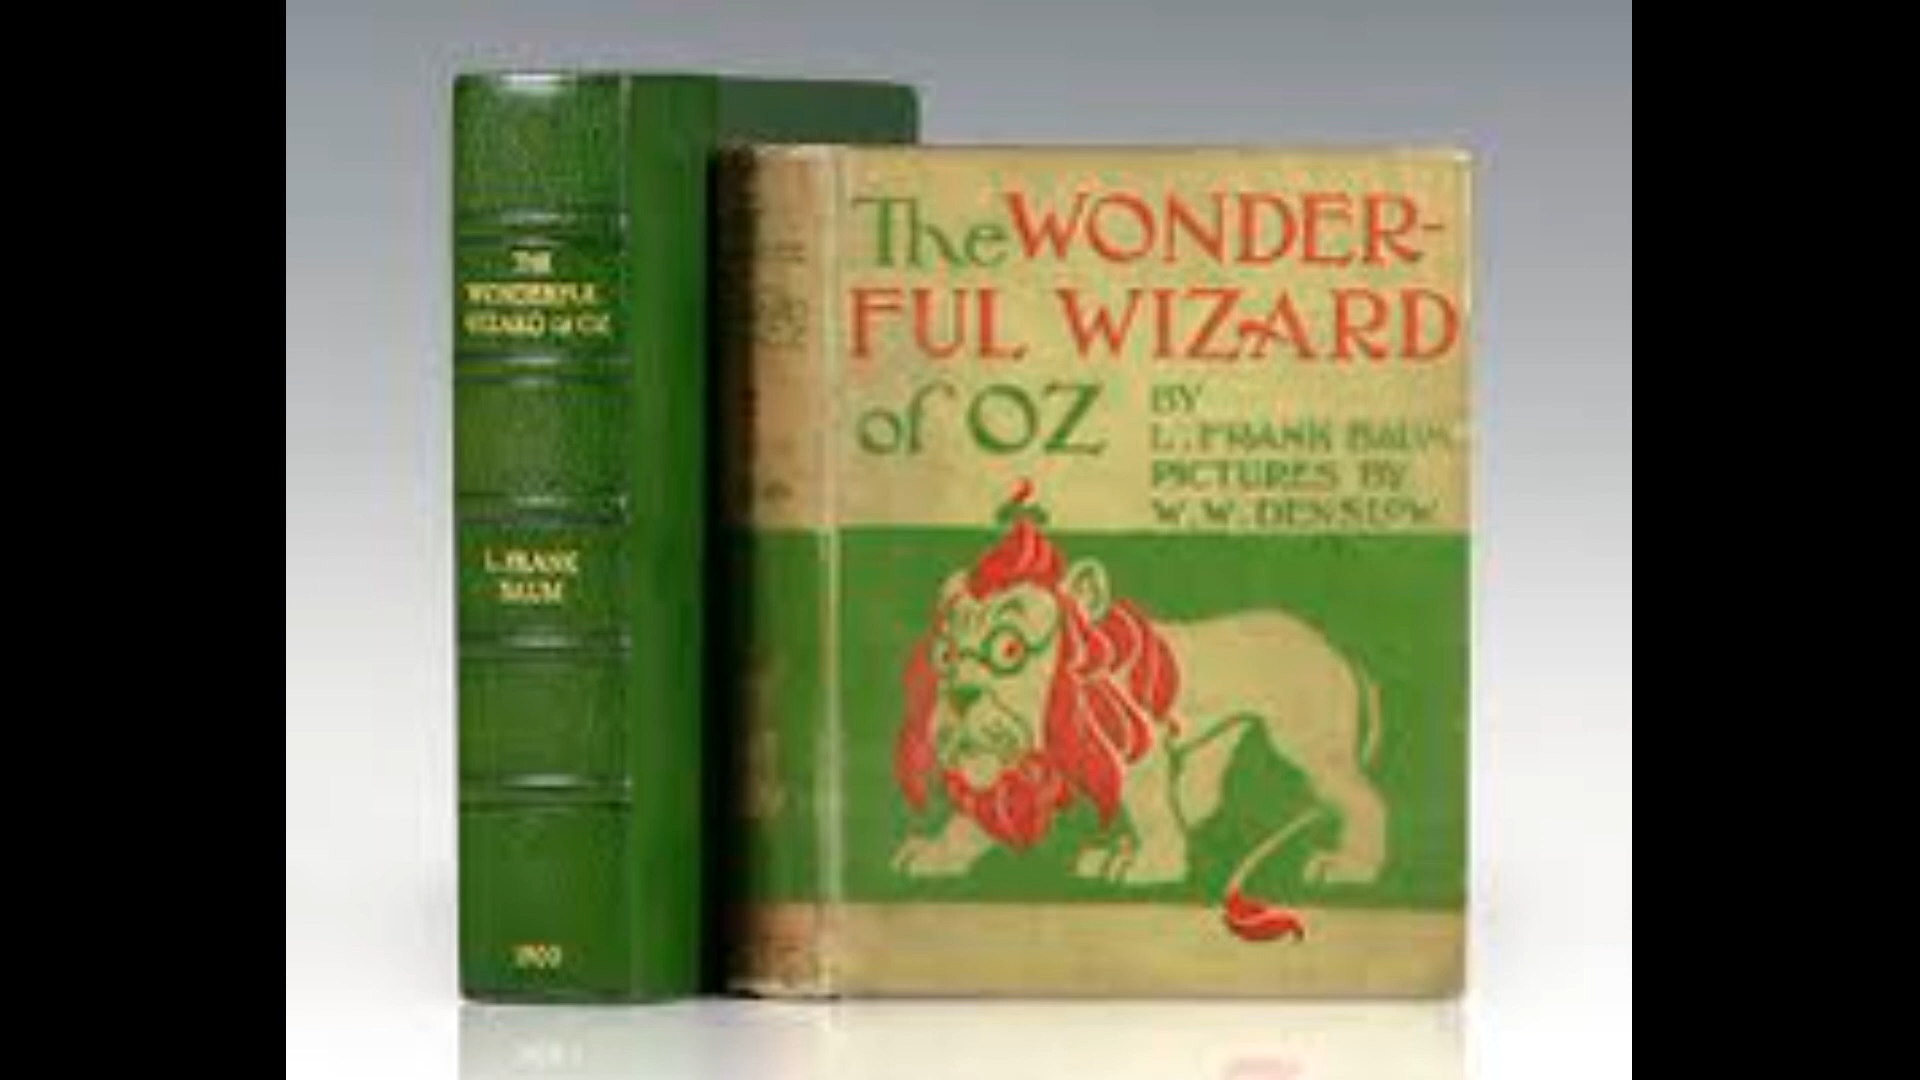 THE
WONDERFUL
WIZARD OF OZ
L. FRANK
BAUM
1900
The WONDER-
FUL WIZARD
of OZ
BY
L. FRANK BAUM
PICTURES BY
W. W. DENSLOW